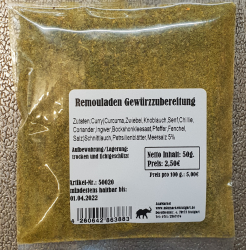 Remouladen Gewürzzubereitung
Zutaten:Curry(Curcuma,Zwiebel,Knoblauch,Senf,Chilie,
Coriander,Ingwer,Bockshornkleesaat,Pfeffer,Fenchel,
Salz)Schnittlauch,Petersilienblätter,Meersalz 5%
Aufbewahrung/Lagerung:
trocken und lichtgeschützt
Netto Inhalt: 50g.
Preis: 2,50€
Preis pro 100 g.: 5,00€
Artikel-Nr.: 50020
mindestens haltbar bis:
01.04.2022
4 260642 863883